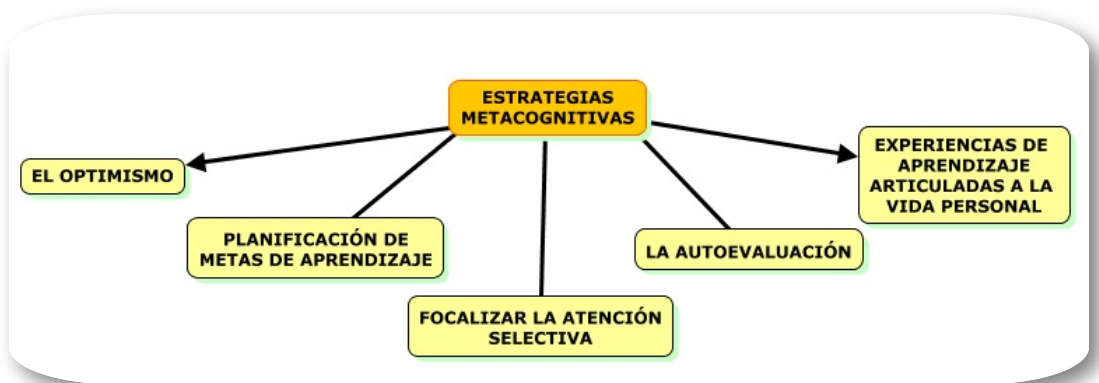 ESTRATEGIAS
METACOGNITIVAS
EL OPTIMISMO
PLANIFICACIÓN DE
METAS DE APRENDIZAJE
FOCALIZAR LA ATENCIÓN
SELECTIVA
LA AUTOEVALUACIÓN
EXPERIENCIAS DE
APRENDIZAJE
ARTICULADAS A LA
VIDA PERSONAL